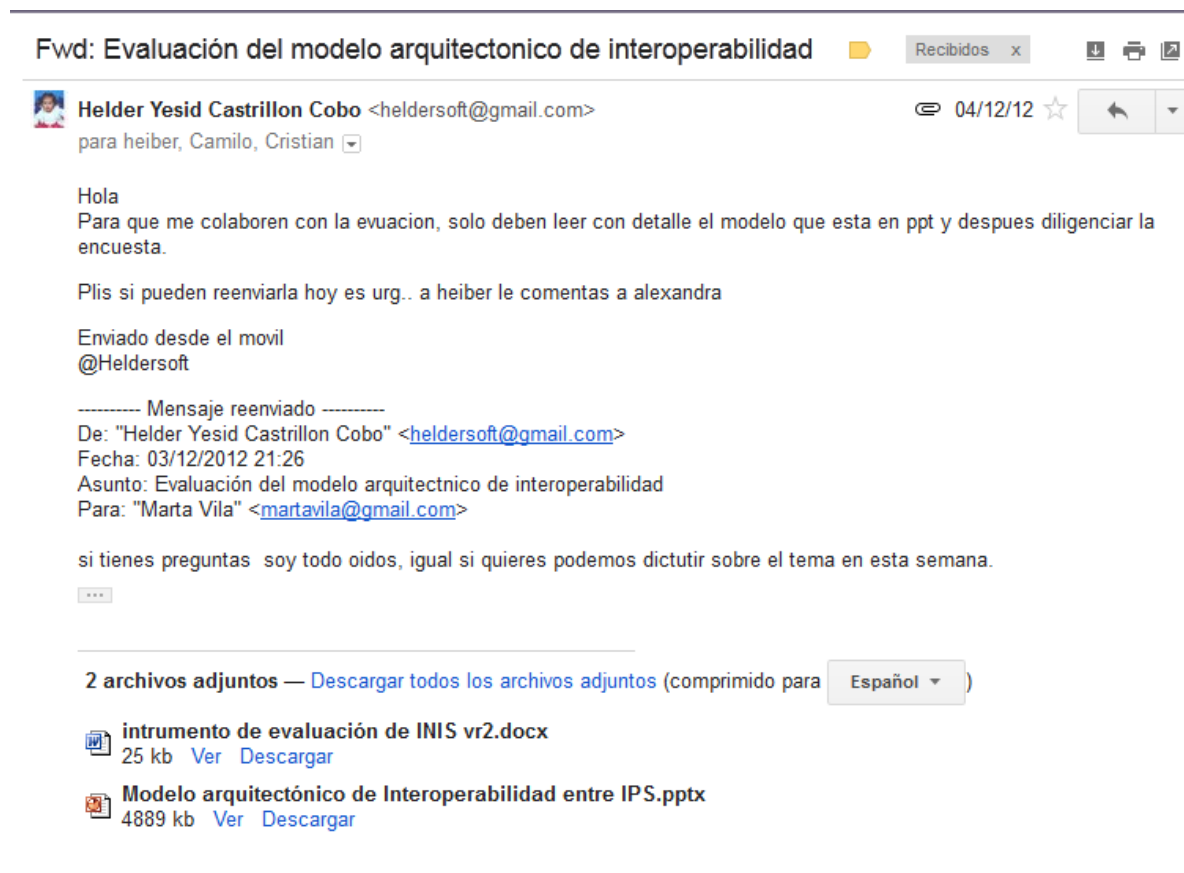 Fwd: Evaluación del modelo arquitectonico de interoperabilidad Recibidos x
Helder Yesid Castrillon Cobo <heldersoft@gmail.com> 04/12/12
para heiber, Camilo, Cristian
Hola
Para que me colaboren con la evuacion, solo deben leer con detalle el modelo que esta en ppt y despues diligenciar la
encuesta.
Plis si pueden reenviarla hoy es urg.. a heiber le comentas a alexandra
Enviado desde el movil
@Heldersoft
---------- Mensaje reenviado ----------
De: "Helder Yesid Castrillon Cobo" <heldersoft@gmail.com>
Fecha: 03/12/2012 21:26
Asunto: Evaluación del modelo arquitectnico de interoperabilidad
Para: "Marta Vila" <martavila@gmail.com>
si tienes preguntas  soy todo oidos, igual si quieres podemos dictutir sobre el tema en esta semana.
2 archivos adjuntos — Descargar todos los archivos adjuntos (comprimido para Español )
intrumento de evaluación de INIS vr2.docx
25 kb Ver Descargar
Modelo arquitectónico de Interoperabilidad entre IPS.pptx
4889 kb Ver Descargar